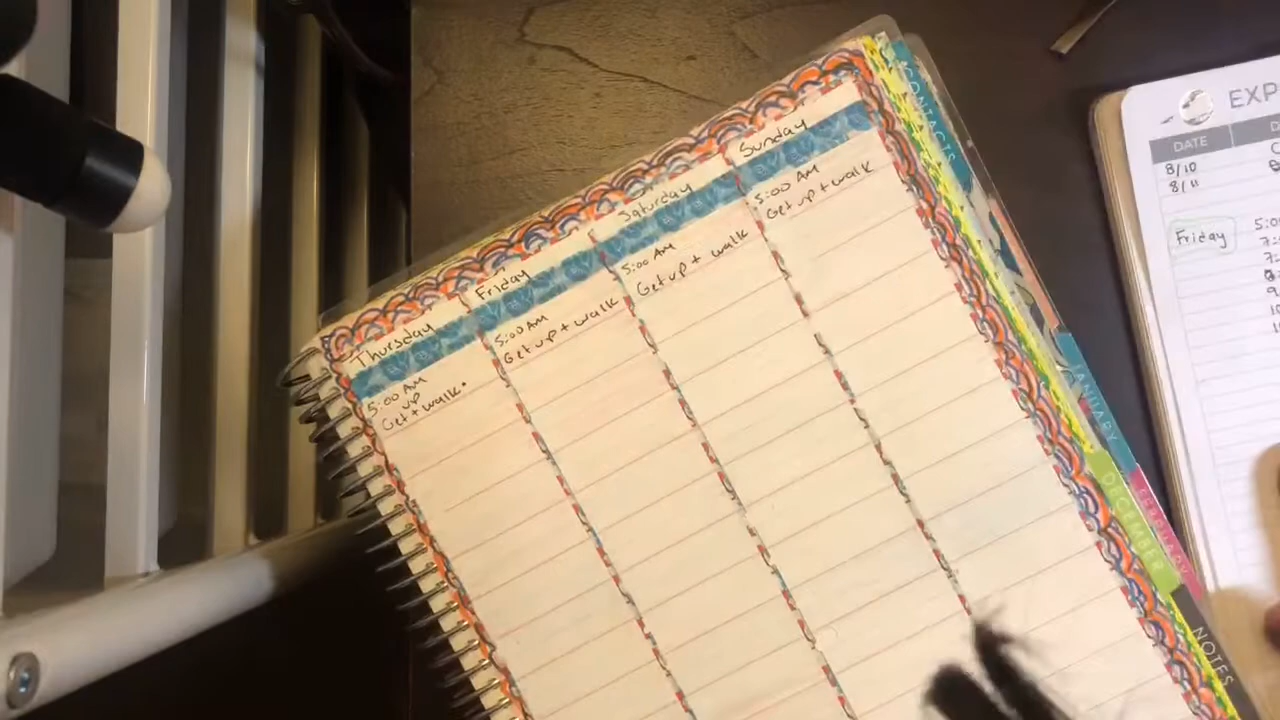 Thursday
5:00 AM
Get up
Get + walk.
Friday
5:00 AM
Get up + walk
Saturday
5:00 AM
Get up + walk
Sunday
5:00 AM
Get up + walk
CONTACTS
JANUARY
FEBRUARY
DECEMBER
NOTES
EXP
DATE
8/10
8/11
Friday